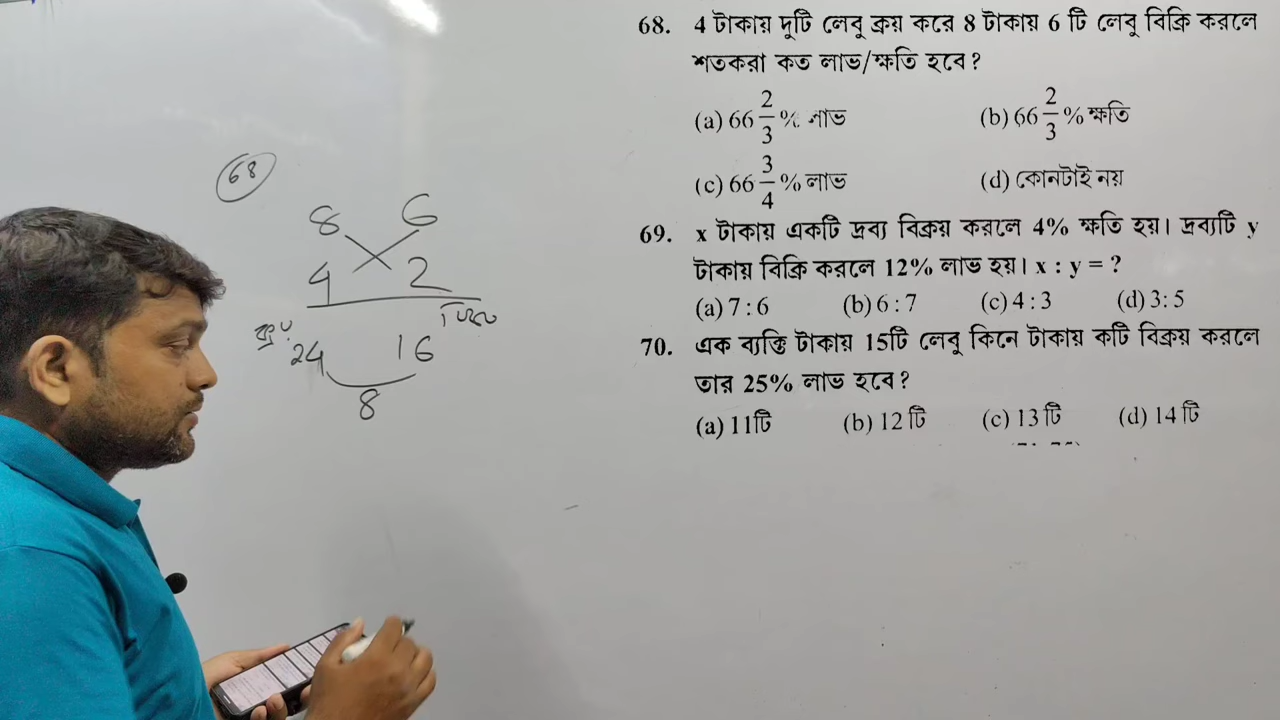 68. 4 টাকায় দুটি লেবু ক্রয় করে 8 টাকায় 6 টি লেবু বিক্রি করলে
শতকরা কত লাভ/ক্ষতি হবে?
(a) 66 2/3 % লাভ (b) 66 2/3 % ক্ষতি
(c) 66 3/4 % লাভ (d) কোনটাই নয়
69. x টাকায় একটি দ্রব্য বিক্রয় করলে 4% ক্ষতি হয়। দ্রব্যটি y
টাকায় বিক্রি করলে 12% লাভ হয়। x : y = ?
(a) 7 : 6 (b) 6 : 7 (c) 4 : 3 (d) 3 : 5
70. এক ব্যক্তি টাকায় 15টি লেবু কিনে টাকায় কটি বিক্রয় করলে
তার 25% লাভ হবে?
(a) 11টি (b) 12 টি (c) 13 টি (d) 14 টি
68
8 6
4 2
24 16
8